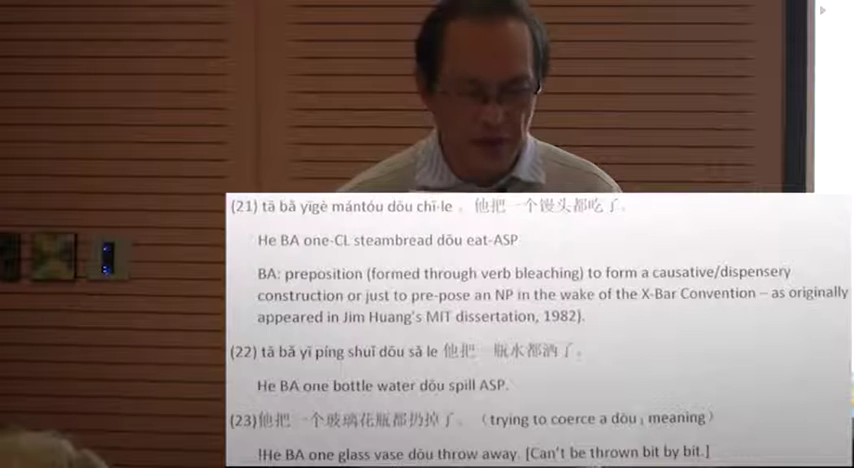 (21) tā bǎ yīgè mántóu dōu chī-le 。他把一个馒头都吃了。
He BA one-CL steambread dōu eat-ASP
BA: preposition (formed through verb bleaching) to form a causative/dispensery
construction or just to pre-pose an NP in the wake of the X-Bar Convention – as originally
appeared in Jim Huang's MIT dissertation, 1982).
(22) tā bǎ yī píng shuǐ dōu sǎ le 他把一瓶水都洒了。
He BA one bottle water dōu spill ASP.
(23)他把一个玻璃花瓶都扔掉了。（trying to coerce a dōu₁ meaning）
!He BA one glass vase dōu throw away. [Can't be thrown bit by bit.]